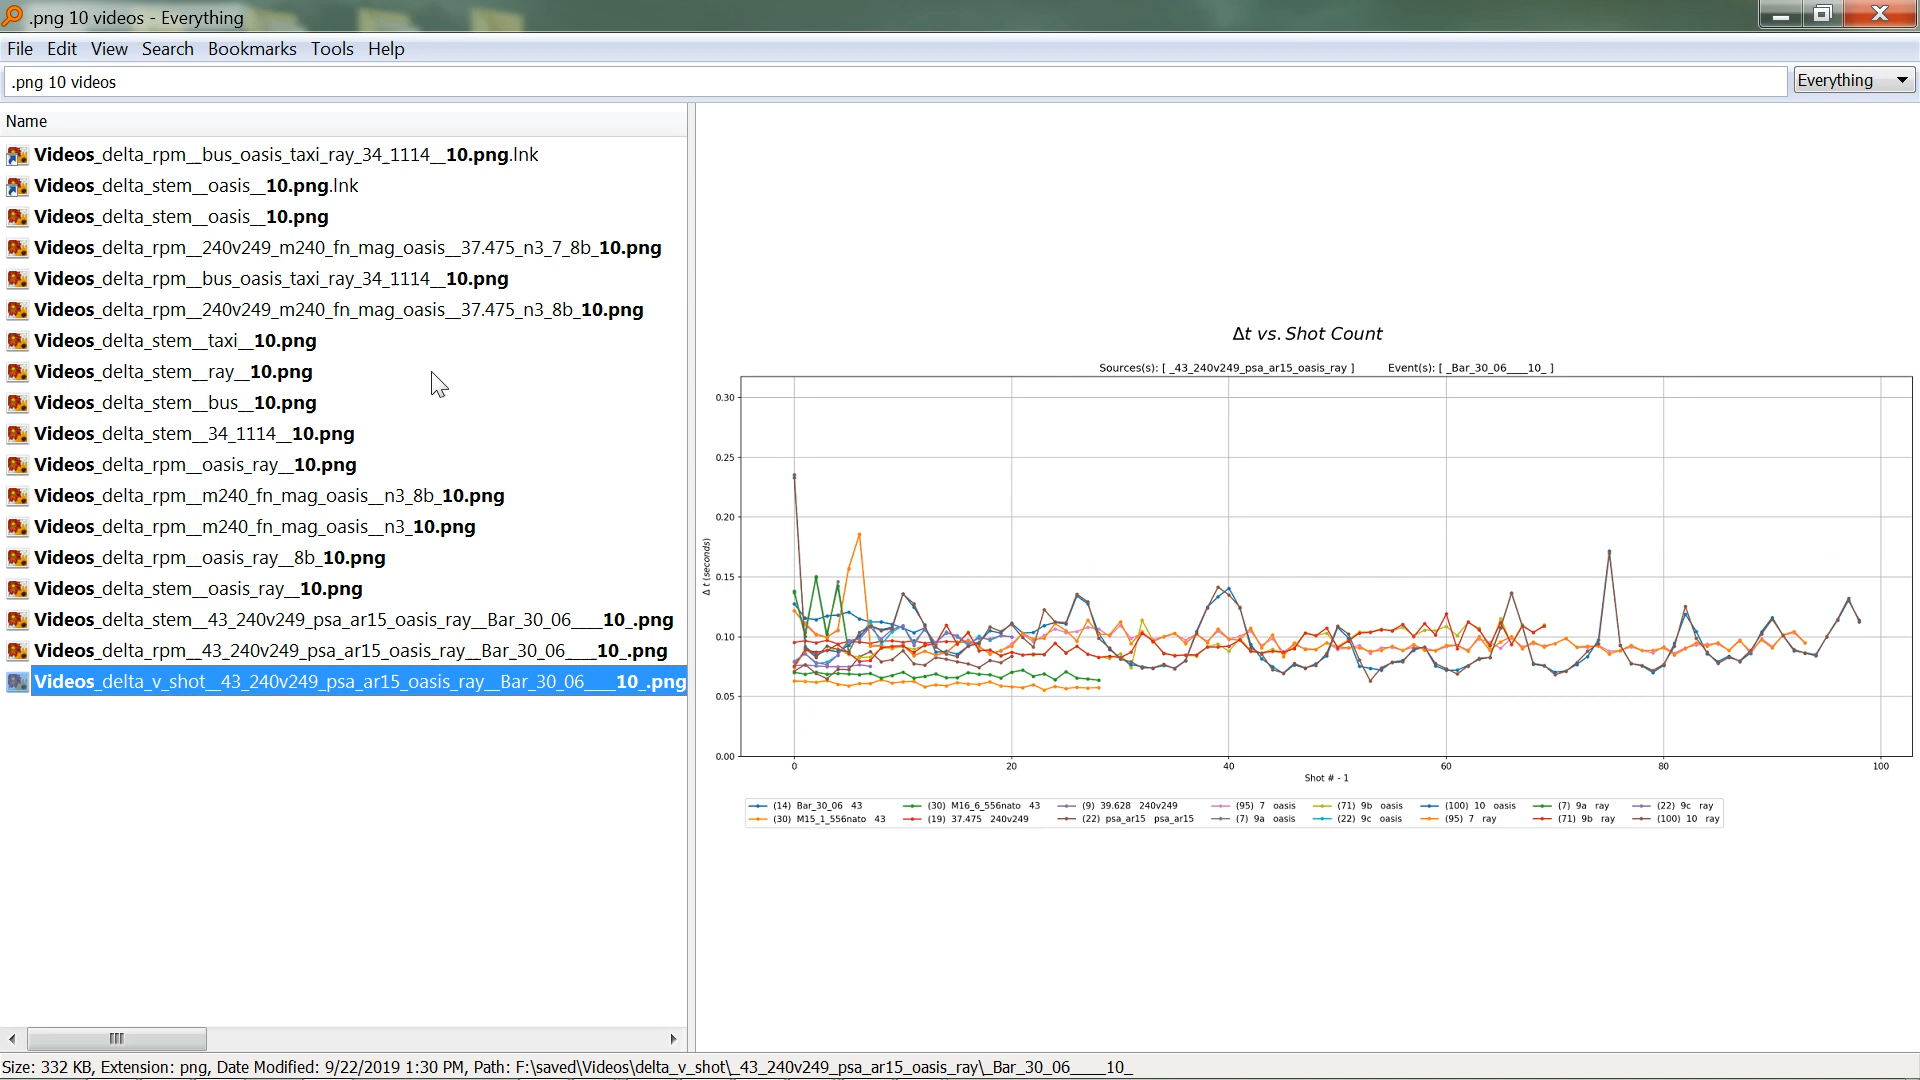 .png 10 videos - Everything
File Edit View Search Bookmarks Tools Help
.png 10 videos
Everything
Name
Videos_delta_rpm__bus_oasis_taxi_ray_34_1114__10.png.lnk
Videos_delta_stem__oasis__10.png.lnk
Videos_delta_stem__oasis__10.png
Videos_delta_rpm__240v249_m240_fn_mag_oasis__37.475_n3_7_8b_10.png
Videos_delta_rpm__bus_oasis_taxi_ray_34_1114__10.png
Videos_delta_rpm__240v249_m240_fn_mag_oasis__37.475_n3_8b_10.png
Videos_delta_stem__taxi__10.png
Videos_delta_stem__ray__10.png
Videos_delta_stem__bus__10.png
Videos_delta_stem__34_1114__10.png
Videos_delta_rpm__oasis_ray__10.png
Videos_delta_rpm__m240_fn_mag_oasis__n3_8b_10.png
Videos_delta_rpm__m240_fn_mag_oasis__n3_10.png
Videos_delta_rpm__oasis_ray__8b_10.png
Videos_delta_stem__oasis_ray__10.png
Videos_delta_stem__43_240v249_psa_ar15_oasis_ray__Bar_30_06____10_.png
Videos_delta_rpm__43_240v249_psa_ar15_oasis_ray__Bar_30_06____10_.png
Videos_delta_v_shot__43_240v249_psa_ar15_oasis_ray__Bar_30_06____10_.png
Δt vs. Shot Count
Sources(s): [ _43_240v249_psa_ar15_oasis_ray ] Event(s): [ _Bar_30_06____10_ ]
0.30
0.25
0.20
0.15
0.10
0.05
0.00
Δ t (seconds)
0 20 40 60 80 100
Shot # - 1
(14) Bar_30_06 43 (30) M16_6_556nato 43 (9) 39.628 240v249 (95) 7 oasis (71) 9b oasis (100) 10 oasis (7) 9a ray (22) 9c ray
(30) M15_1_556nato 43 (19) 37.475 240v249 (22) psa_ar15 psa_ar15 (7) 9a oasis (22) 9c oasis (95) 7 ray (71) 9b ray (100) 10 ray
Size: 332 KB, Extension: png, Date Modified: 9/22/2019 1:30 PM, Path: F:\saved\Videos\delta_v_shot\_43_240v249_psa_ar15_oasis_ray\_Bar_30_06____10_